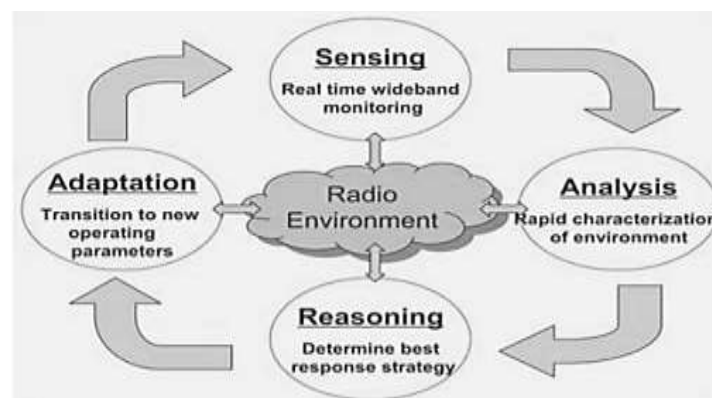 Sensing
Real time wideband
monitoring
Adaptation
Transition to new
operating
parameters
Radio
Environment
Analysis
Rapid characterization
of environment
Reasoning
Determine best
response strategy